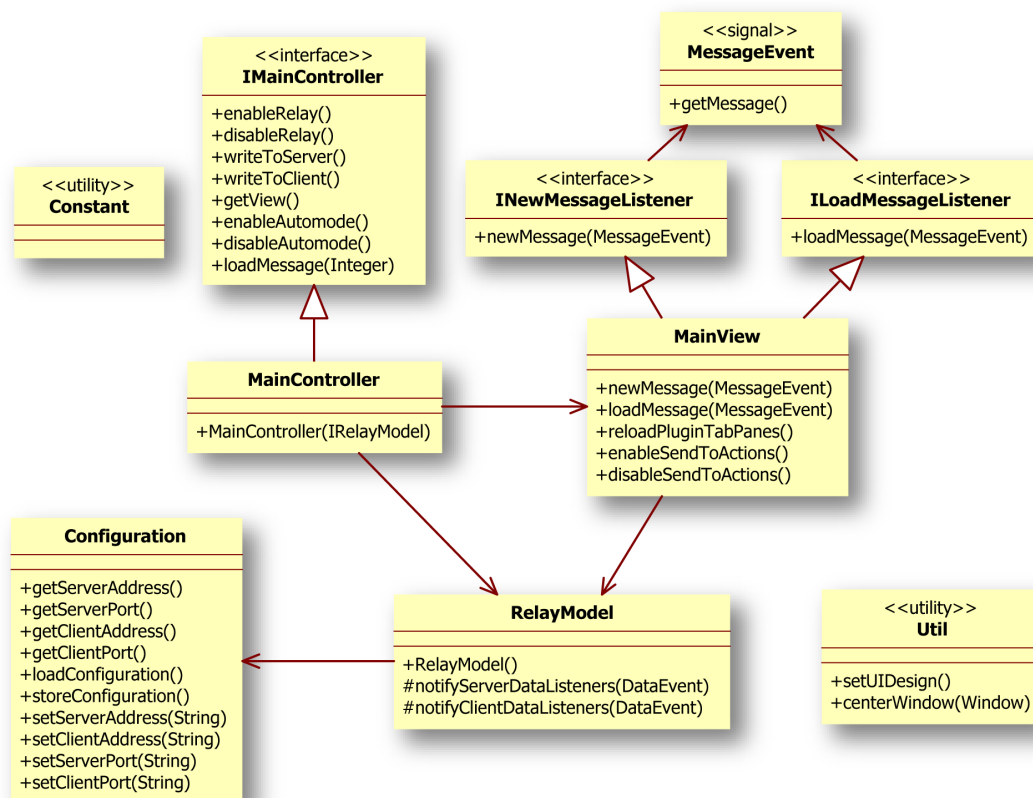 <<signal>>
MessageEvent
+getMessage()
<<interface>>
IMainController
+enableRelay()
+disableRelay()
+writeToServer()
+writeToClient()
+getView()
+enableAutomode()
+disableAutomode()
+loadMessage(Integer)
<<utility>>
Constant
<<interface>>
INewMessageListener
+newMessage(MessageEvent)
<<interface>>
ILoadMessageListener
+loadMessage(MessageEvent)
MainView
+newMessage(MessageEvent)
+loadMessage(MessageEvent)
+reloadPluginTabPanes()
+enableSendToActions()
+disableSendToActions()
MainController
+MainController(IRelayModel)
Configuration
+getServerAddress()
+getServerPort()
+getClientAddress()
+getClientPort()
+loadConfiguration()
+storeConfiguration()
+setServerAddress(String)
+setClientAddress(String)
+setServerPort(String)
+setClientPort(String)
RelayModel
+RelayModel()
#notifyServerDataListeners(DataEvent)
#notifyClientDataListeners(DataEvent)
<<utility>>
Util
+setUIDesign()
+centerWindow(Window)